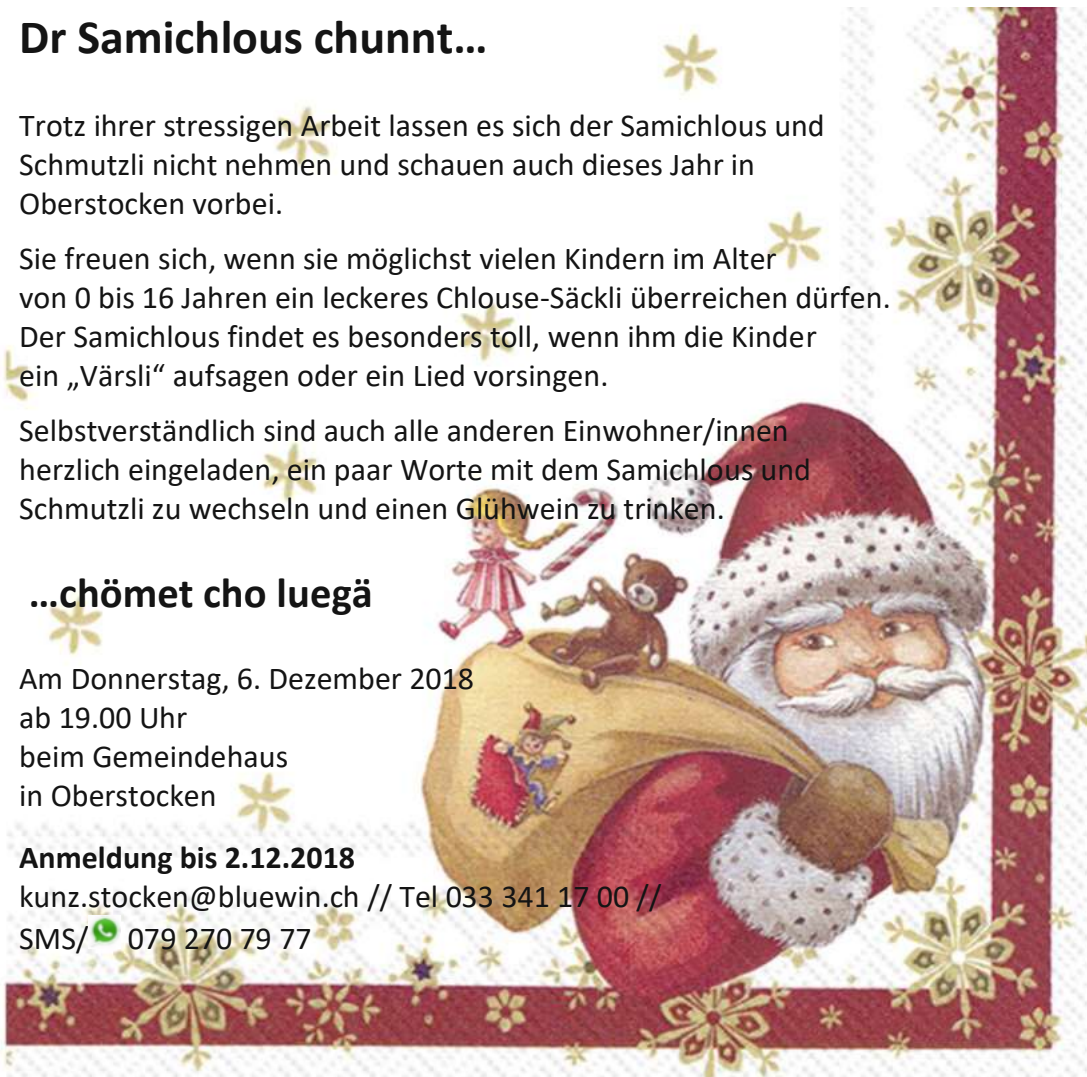 Dr Samichlous chunnt…
Trotz ihrer stressigen Arbeit lassen es sich der Samichlous und
Schmutzli nicht nehmen und schauen auch dieses Jahr in
Oberstocken vorbei.
Sie freuen sich, wenn sie möglichst vielen Kindern im Alter
von 0 bis 16 Jahren ein leckeres Chlouse-Säckli überreichen dürfen.
Der Samichlous findet es besonders toll, wenn ihm die Kinder
ein „Värsli“ aufsagen oder ein Lied vorsingen.
Selbstverständlich sind auch alle anderen Einwohner/innen
herzlich eingeladen, ein paar Worte mit dem Samichlous und
Schmutzli zu wechseln und einen Glühwein zu trinken.
…chömet cho luegä
Am Donnerstag, 6. Dezember 2018
ab 19.00 Uhr
beim Gemeindehaus
in Oberstocken
Anmeldung bis 2.12.2018
kunz.stocken@bluewin.ch // Tel 033 341 17 00 //
SMS/ 079 270 79 77